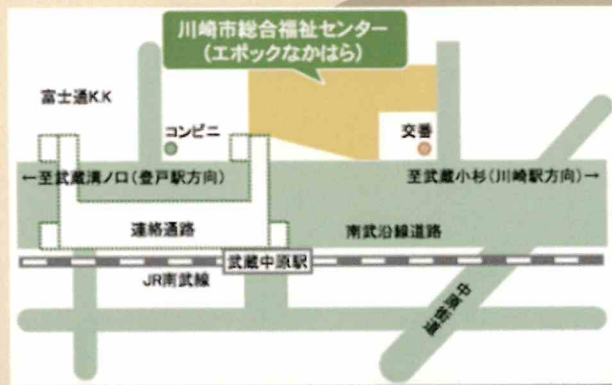 川崎市総合福祉センター
(エポックなかはら)
富士通K.K
コンビニ
交番
←至武蔵溝ノ口(登戸駅方向)
至武蔵小杉(川崎駅方向)→
連絡通路
南武沿線道路
武蔵中原駅
JR南武線
中原街道